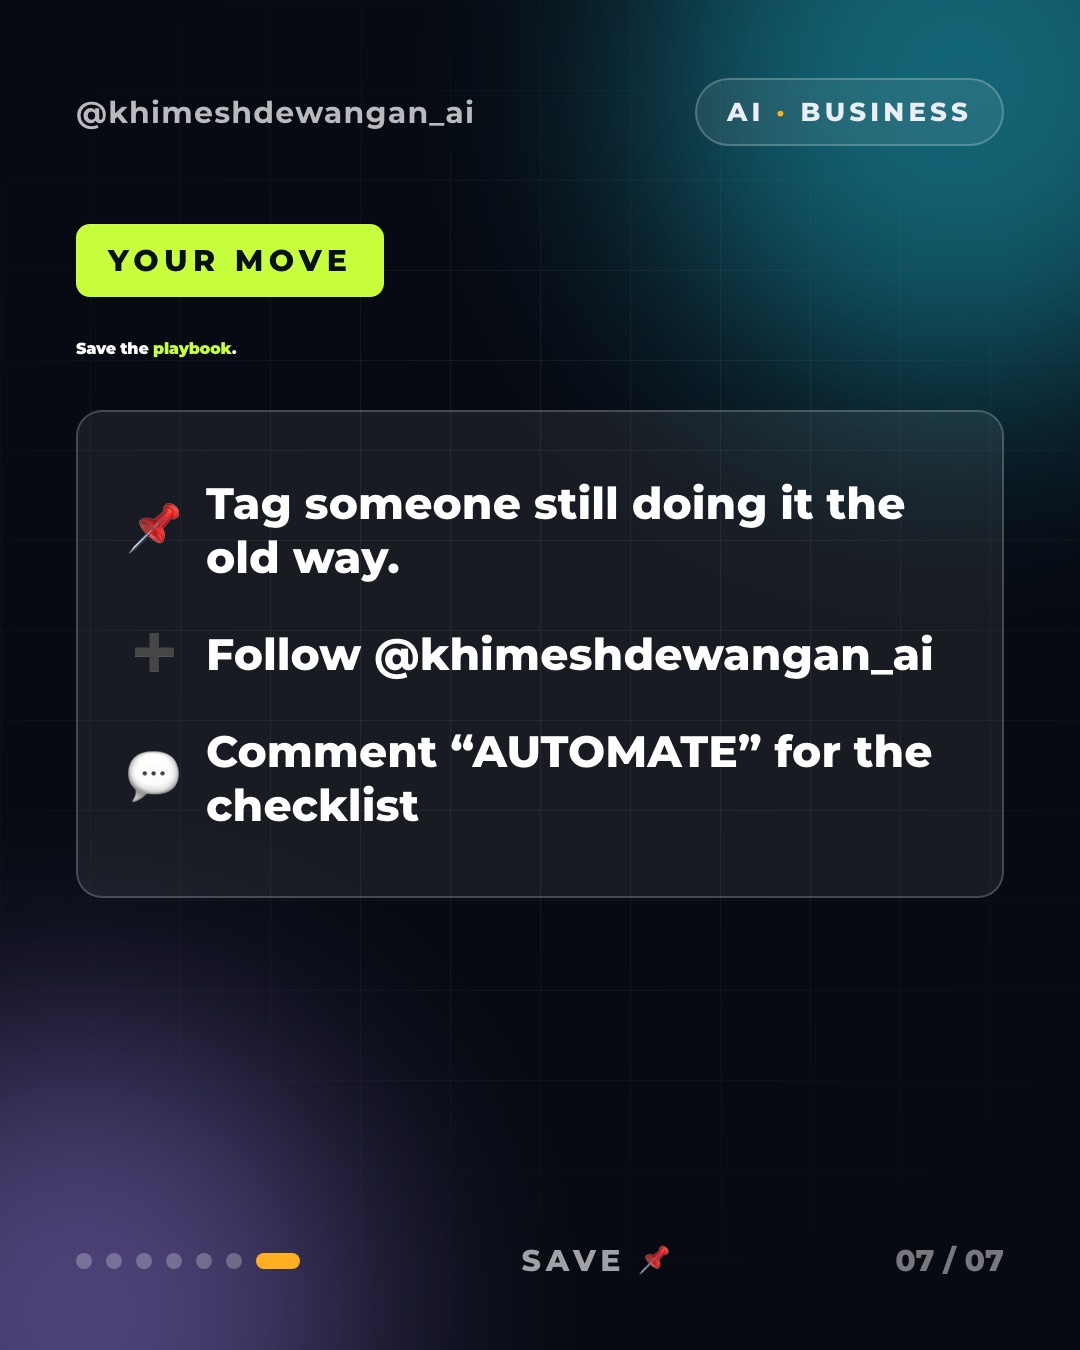 @khimeshdewangan_ai
AI · BUSINESS
YOUR MOVE
Save the playbook.
📌 Tag someone still doing it the
old way.
➕ Follow @khimeshdewangan_ai
💬 Comment “AUTOMATE” for the
checklist
SAVE 📌
07 / 07